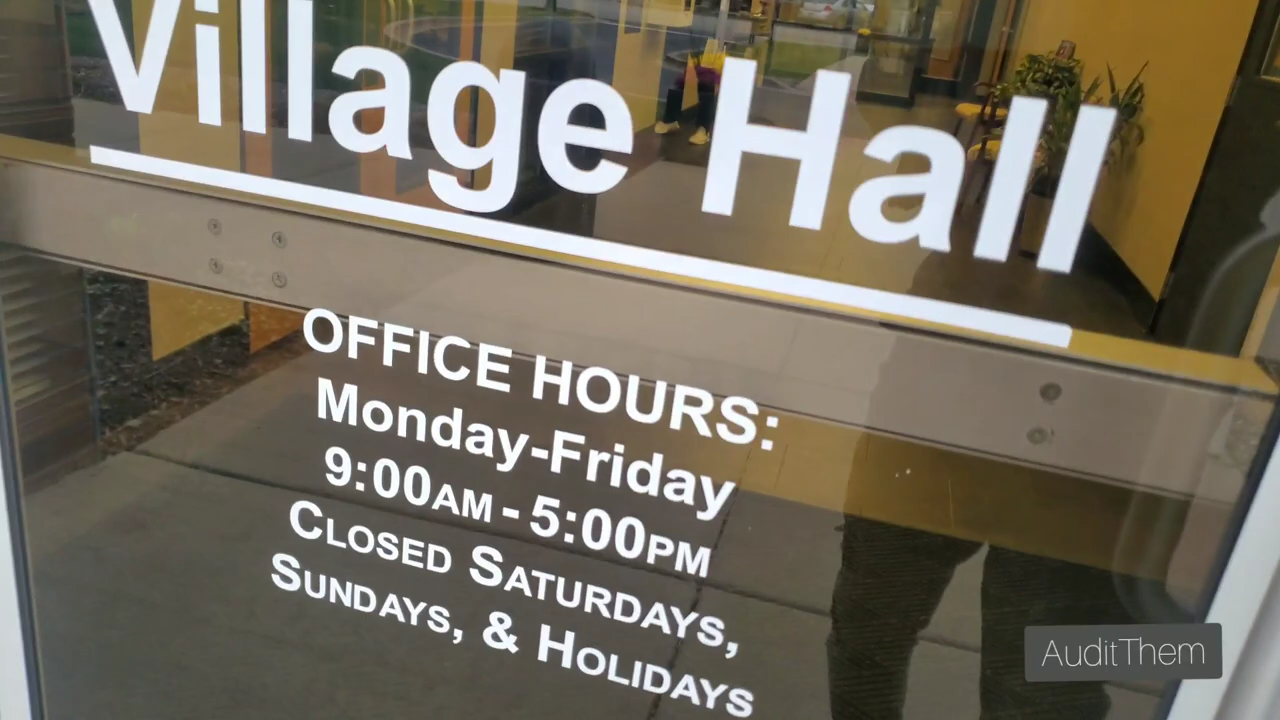 Village Hall
OFFICE HOURS:
Monday-Friday
9:00AM - 5:00PM
CLOSED SATURDAYS,
SUNDAYS, & HOLIDAYS
AuditThem